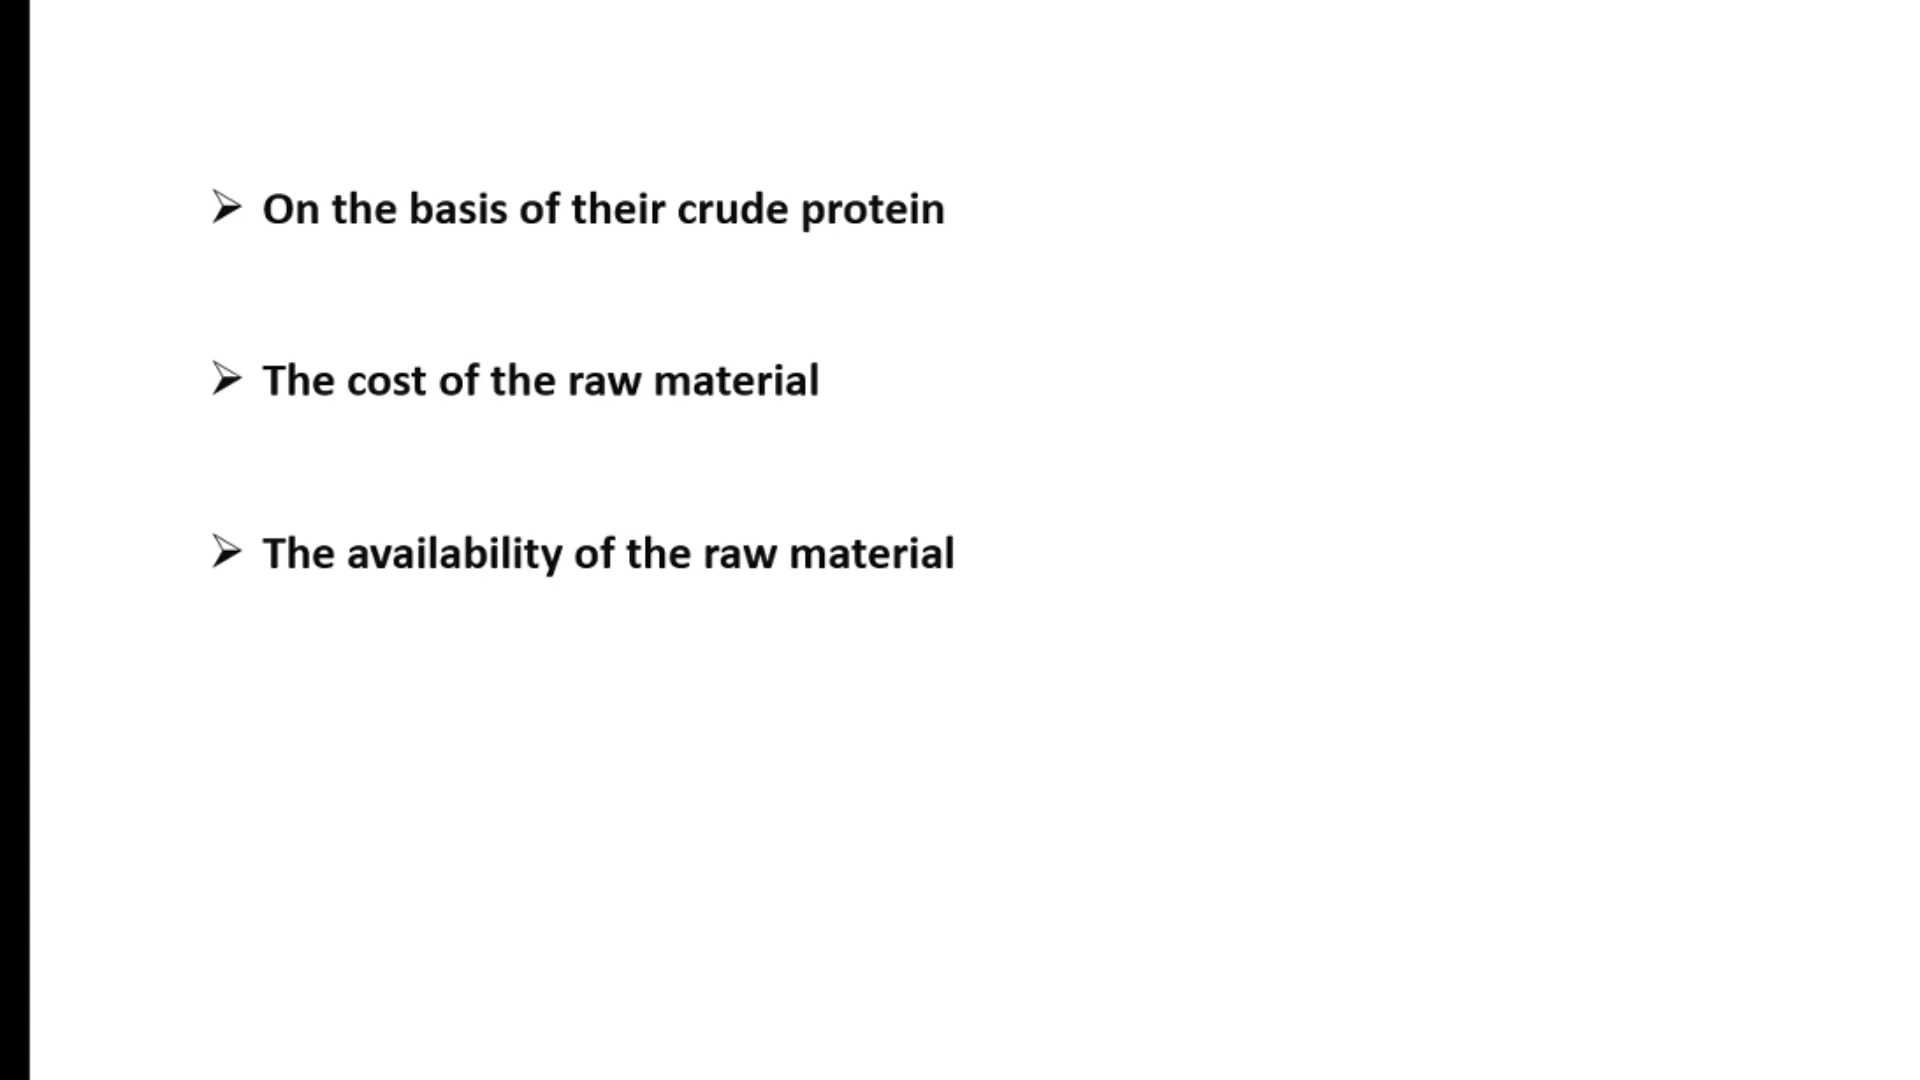 ➢ On the basis of their crude protein
➢ The cost of the raw material
➢ The availability of the raw material